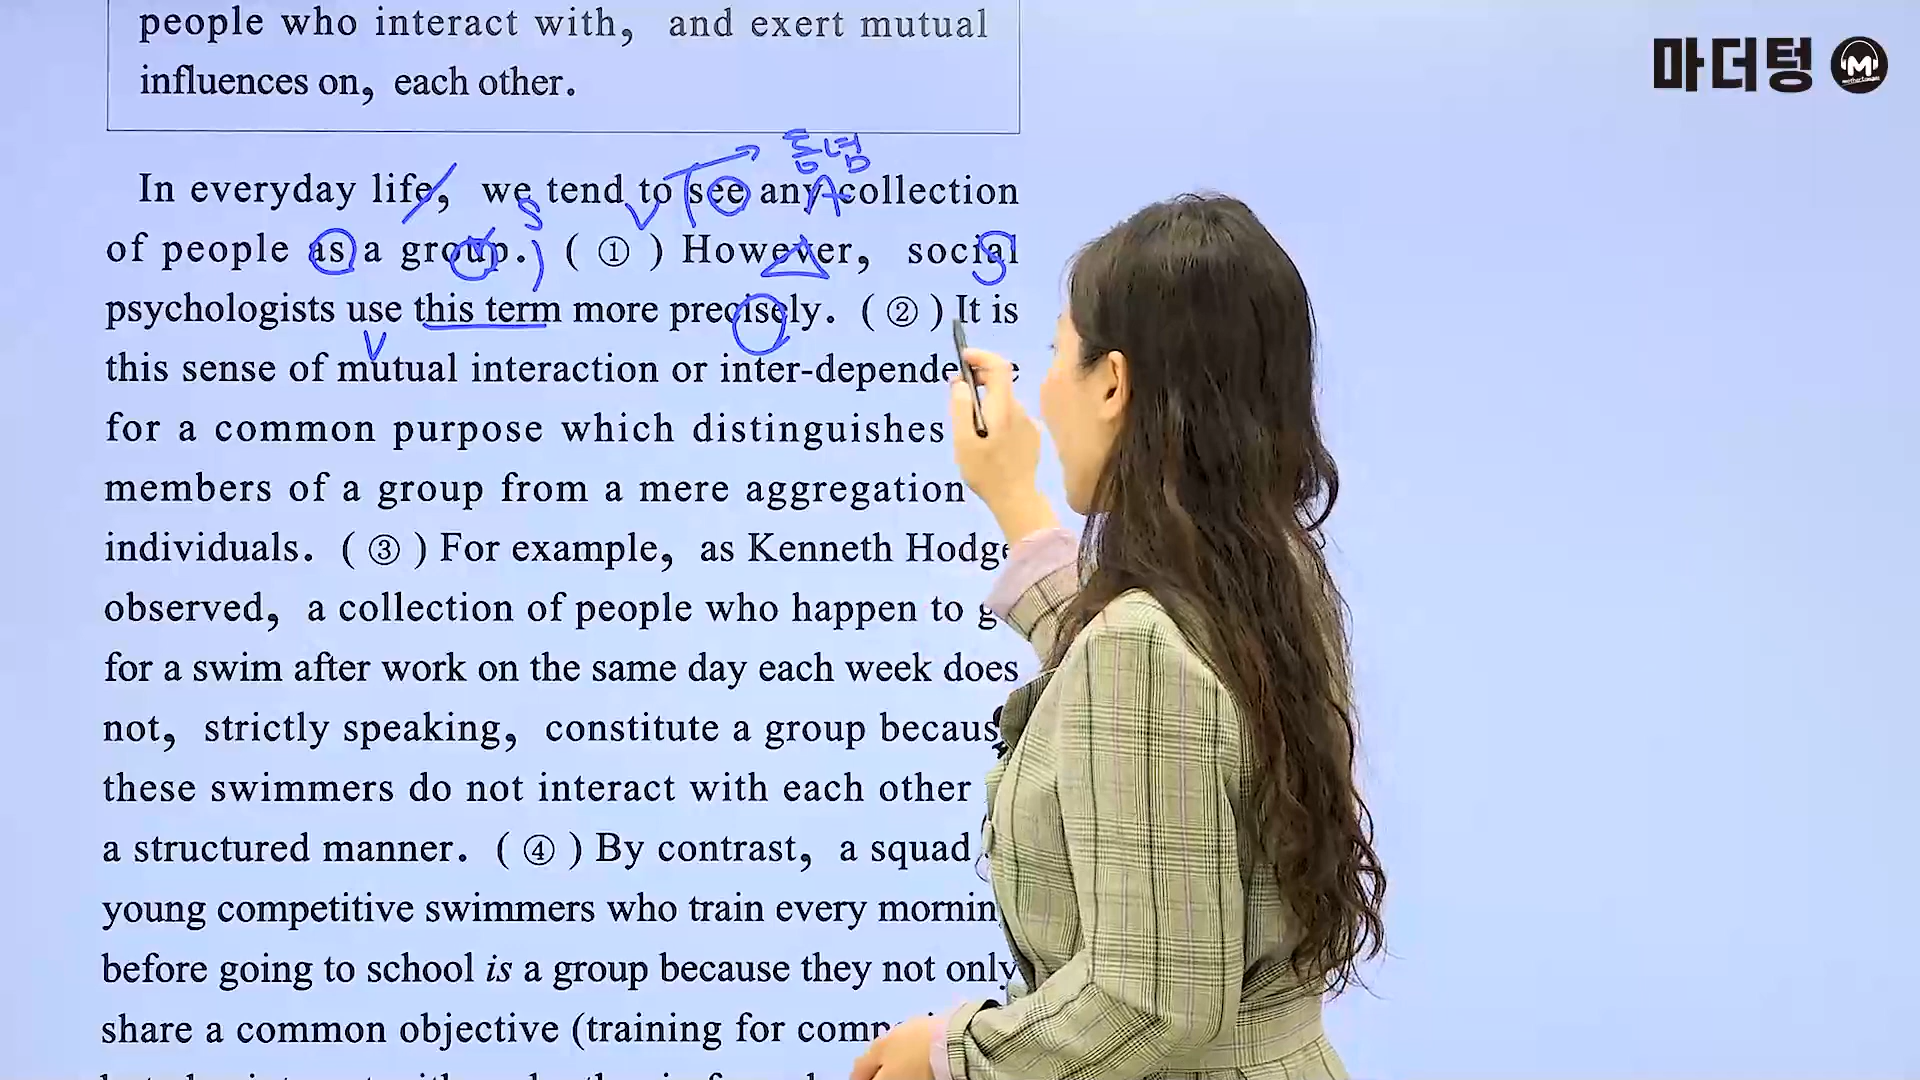 people who interact with, and exert mutual
influences on, each other.
마더텅
M
통념
In everyday life, we tend to see any collection
of people as a group. ( ① ) However, social
psychologists use this term more precisely. ( ② ) It is
this sense of mutual interaction or inter-dependence
for a common purpose which distinguishes
members of a group from a mere aggregation
individuals. ( ③ ) For example, as Kenneth Hodge
observed, a collection of people who happen to g
for a swim after work on the same day each week does
not, strictly speaking, constitute a group because
these swimmers do not interact with each other
a structured manner. ( ④ ) By contrast, a squad
young competitive swimmers who train every morning
before going to school is a group because they not only
share a common objective (training for comp